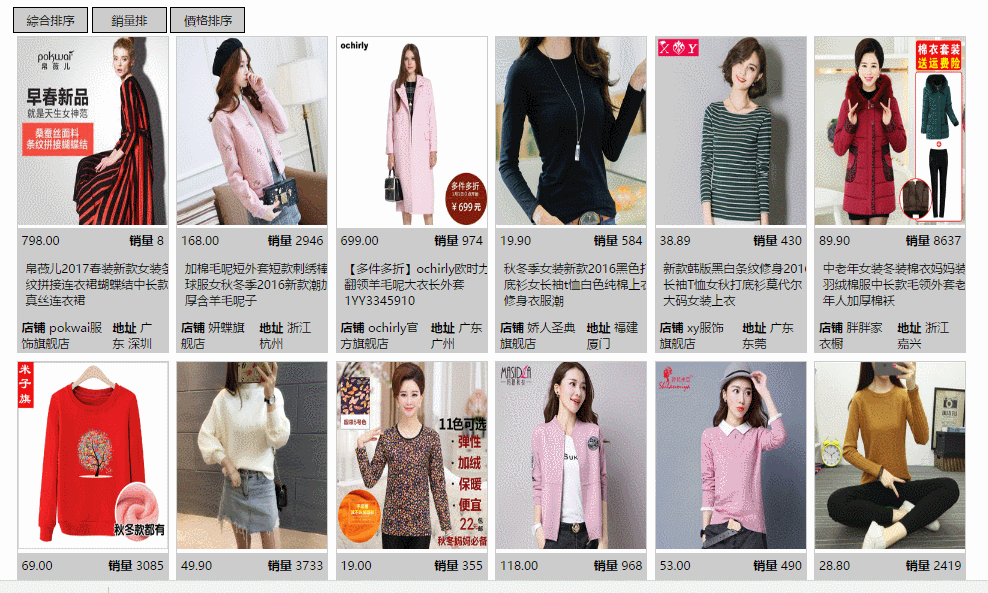 綜合排序 銷量排 價格排序
pokwai
帛薇儿
早春新品
就是天生女神范
桑蚕丝面料
条纹拼接蝴蝶结
ochirly
多件多折
¥699元
XY
棉衣套装
送运费险
798.00 销量 8
168.00 销量 2946
699.00 销量 974
19.90 销量 584
38.89 销量 430
89.90 销量 8637
帛薇儿2017春装新款女装条
纹拼接连衣裙蝴蝶结中长款
真丝连衣裙
加棉毛呢短外套短款刺绣棒
球服女秋冬季2016新款潮加
厚含羊毛呢子
【多件多折】ochirly欧时力
翻领羊毛呢大衣长外套
1YY3345910
秋冬季女装新款2016黑色打
底衫女长袖t恤白色纯棉上衣
修身衣服潮
新款韩版黑白条纹修身2016
长袖T恤女秋打底衫莫代尔
大码女装上衣
中老年女装冬装棉衣妈妈装
羽绒棉服中长款毛领外套老
年人加厚棉袄
店铺 pokwai服
饰旗舰店
地址 广
东 深圳
店铺 妍蝶旗
舰店
地址 浙江
杭州
店铺 ochirly官
方旗舰店
地址 广东
广州
店铺 娇人圣典
旗舰店
地址 福建
厦门
店铺 xy服饰
旗舰店
地址 广东
东莞
店铺 胖胖家
衣橱
地址 浙江
嘉兴
米子旗
秋冬款都有
11色可选
·弹性
·加绒
·保暖
·便宜
22元包邮
秋冬妈妈必备
MASIDEA
69.00 销量 3085
49.90 销量 3733
19.00 销量 355
118.00 销量 968
53.00 销量 490
28.80 销量 2419